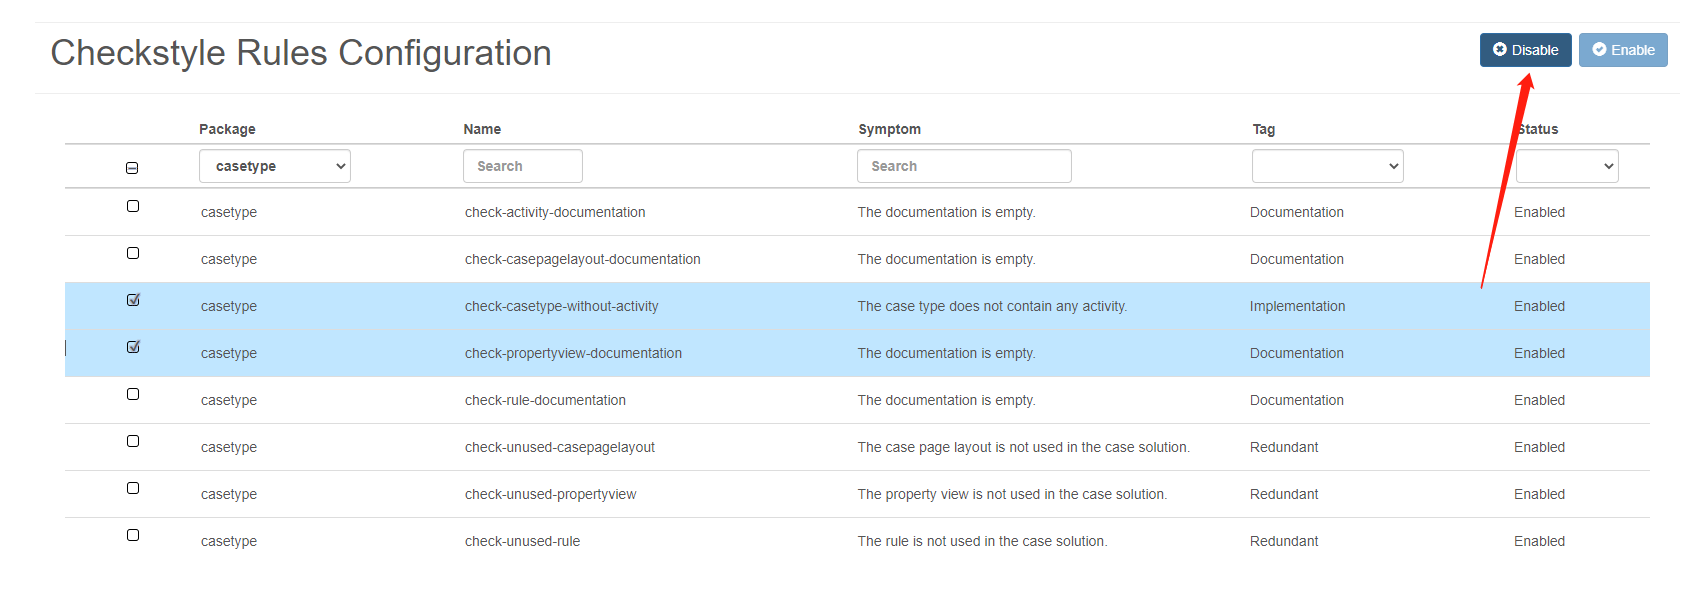 Checkstyle Rules Configuration
Disable Enable
Package Name Symptom Tag Status
casetype Search Search
casetype check-activity-documentation The documentation is empty. Documentation Enabled
casetype check-casepagelayout-documentation The documentation is empty. Documentation Enabled
casetype check-casetype-without-activity The case type does not contain any activity. Implementation Enabled
casetype check-propertyview-documentation The documentation is empty. Documentation Enabled
casetype check-rule-documentation The documentation is empty. Documentation Enabled
casetype check-unused-casepagelayout The case page layout is not used in the case solution. Redundant Enabled
casetype check-unused-propertyview The property view is not used in the case solution. Redundant Enabled
casetype check-unused-rule The rule is not used in the case solution. Redundant Enabled